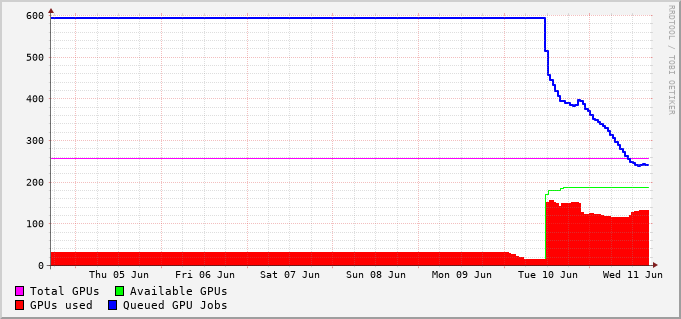 600
500
400
300
200
100
0
Thu 05 Jun Fri 06 Jun Sat 07 Jun Sun 08 Jun Mon 09 Jun Tue 10 Jun Wed 11 Jun
Total GPUs Available GPUs
GPUs used Queued GPU Jobs
RRDTOOL / TOBI OETIKER